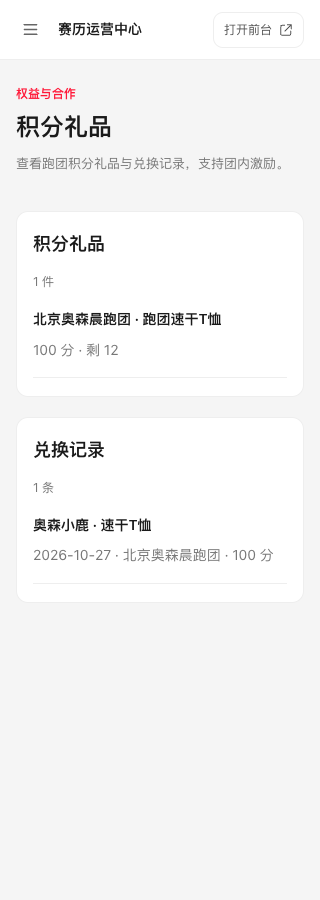 赛历运营中心
打开前台
权益与合作
积分礼品
查看跑团积分礼品与兑换记录，支持团内激励。
积分礼品
1 件
北京奥森晨跑团 · 跑团速干T恤
100 分 · 剩 12
兑换记录
1 条
奥森小鹿 · 速干T恤
2026-10-27 · 北京奥森晨跑团 · 100 分